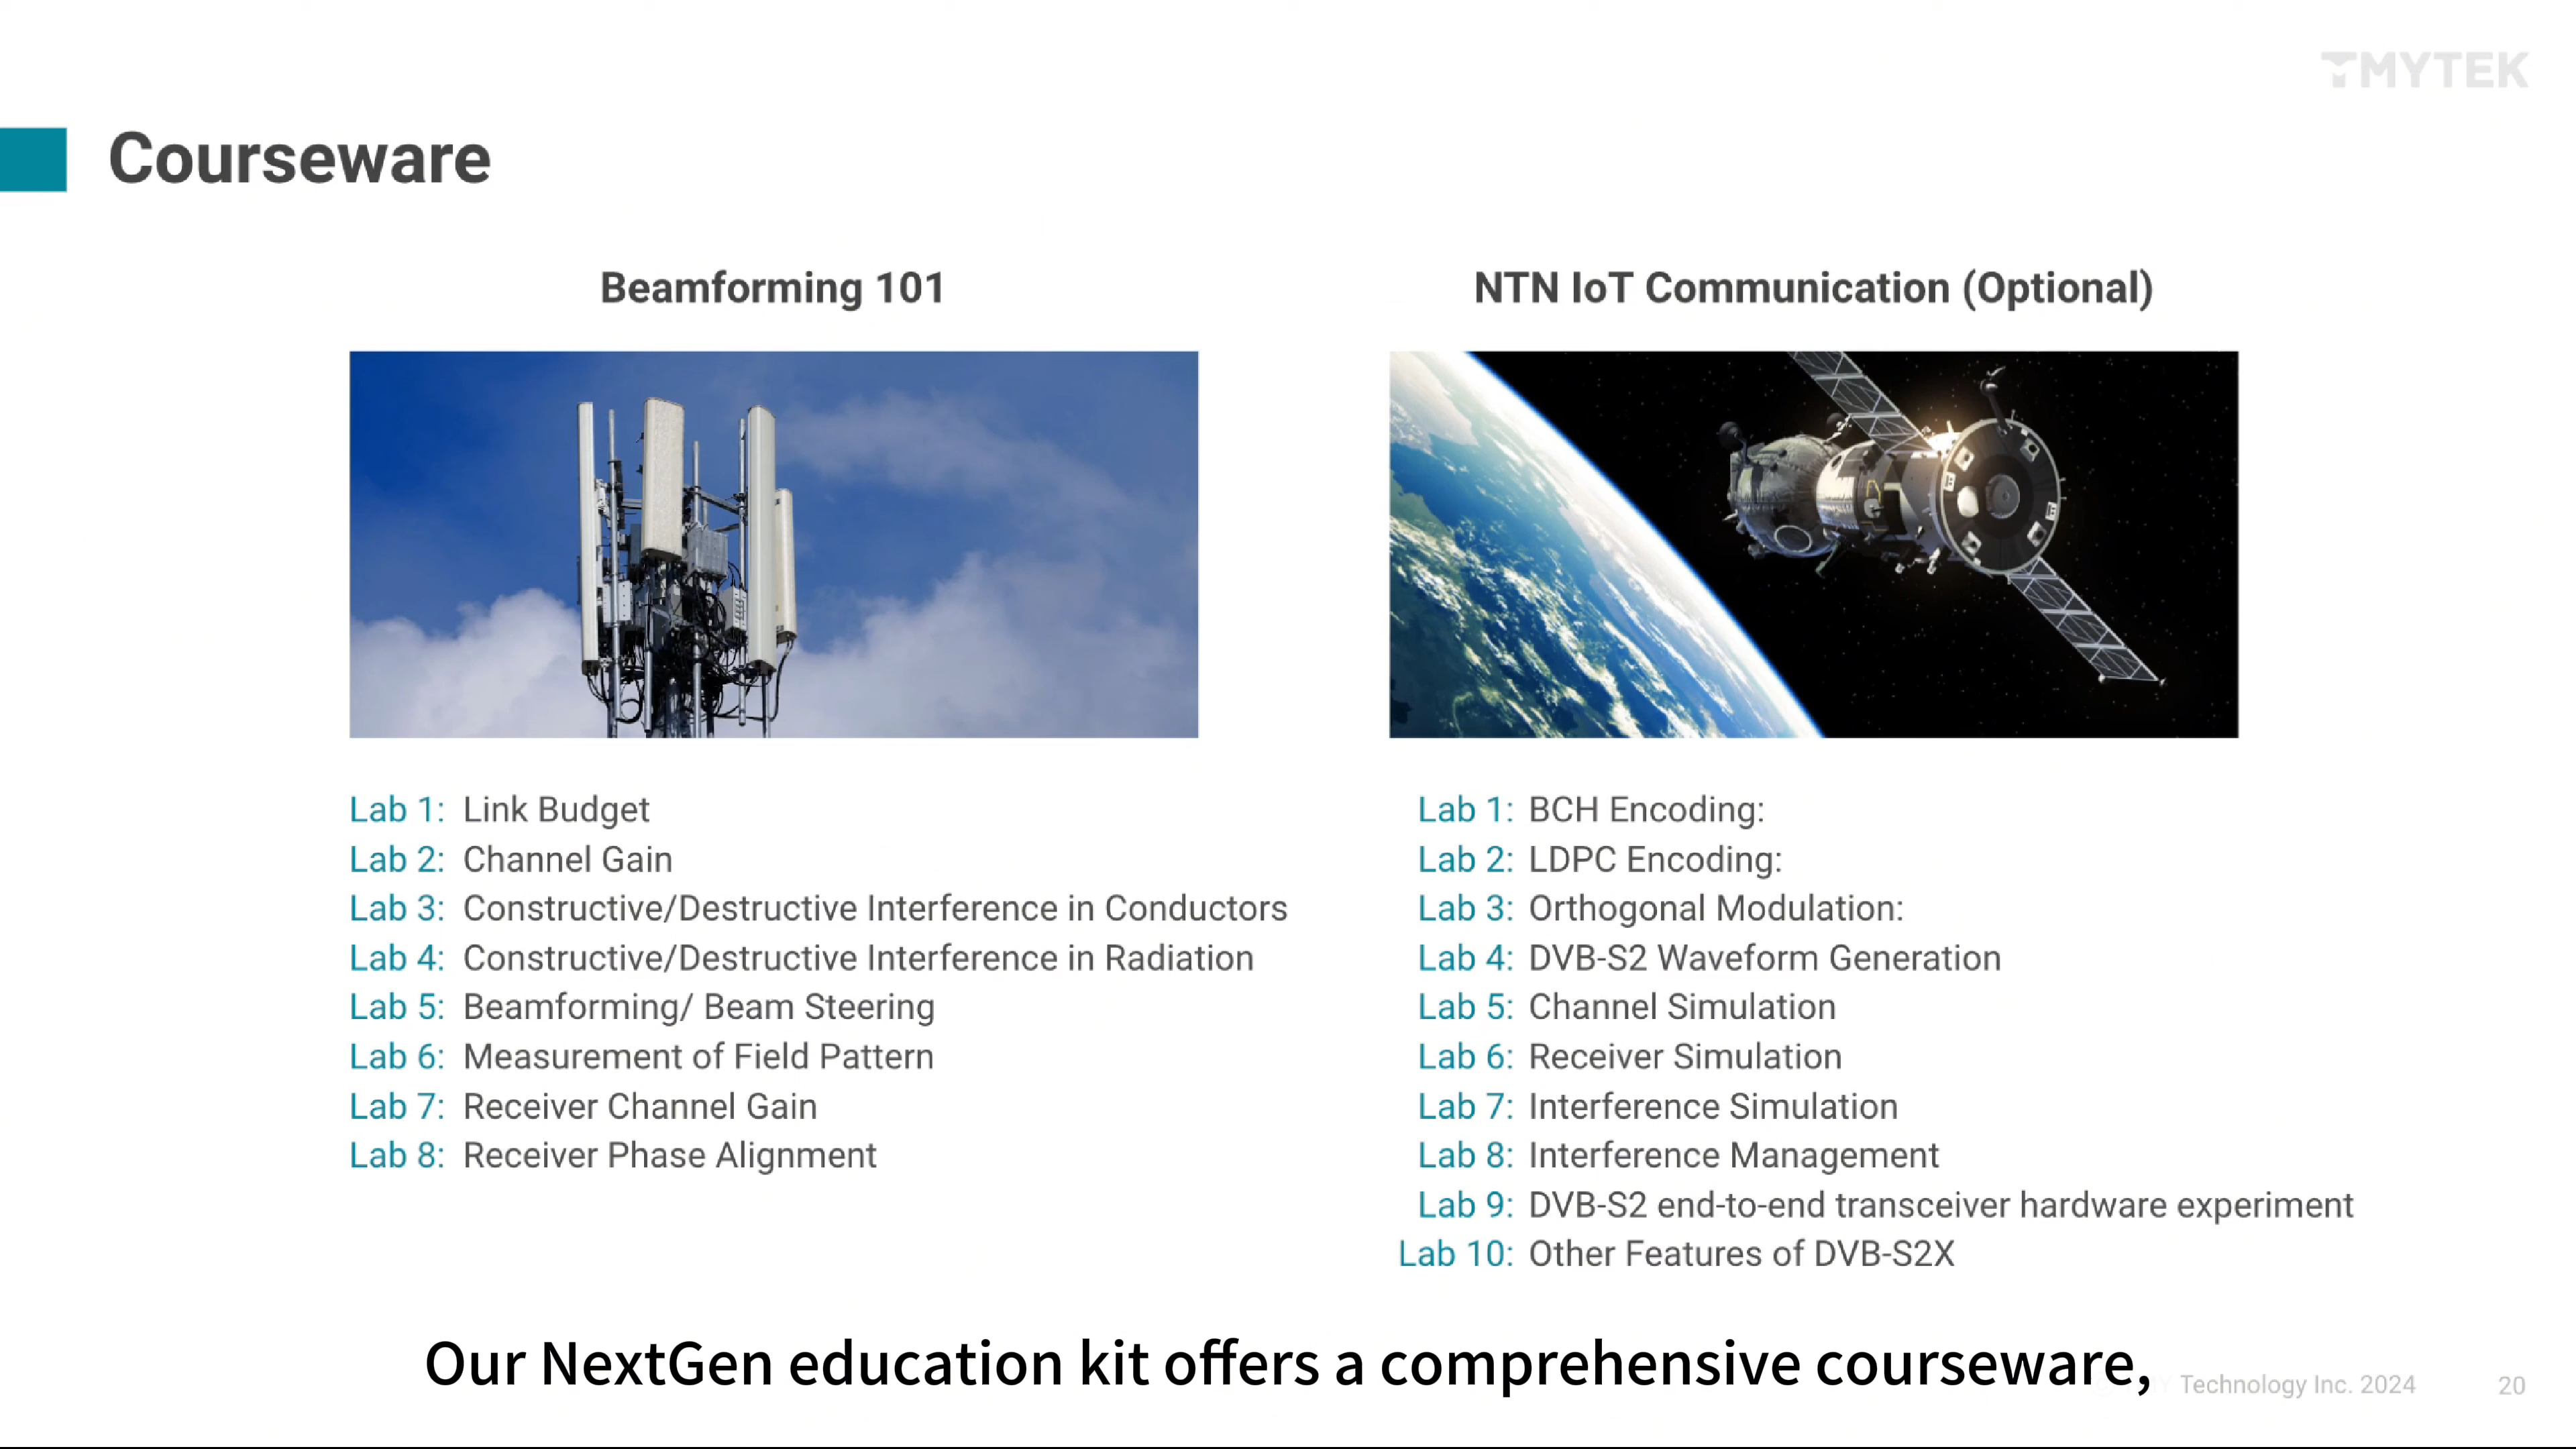 TMYTEK
Courseware
Beamforming 101
Lab 1: Link Budget
Lab 2: Channel Gain
Lab 3: Constructive/Destructive Interference in Conductors
Lab 4: Constructive/Destructive Interference in Radiation
Lab 5: Beamforming/ Beam Steering
Lab 6: Measurement of Field Pattern
Lab 7: Receiver Channel Gain
Lab 8: Receiver Phase Alignment
NTN IoT Communication (Optional)
Lab 1: BCH Encoding:
Lab 2: LDPC Encoding:
Lab 3: Orthogonal Modulation:
Lab 4: DVB-S2 Waveform Generation
Lab 5: Channel Simulation
Lab 6: Receiver Simulation
Lab 7: Interference Simulation
Lab 8: Interference Management
Lab 9: DVB-S2 end-to-end transceiver hardware experiment
Lab 10: Other Features of DVB-S2X
Our NextGen education kit offers a comprehensive courseware,
Technology Inc. 2024
20